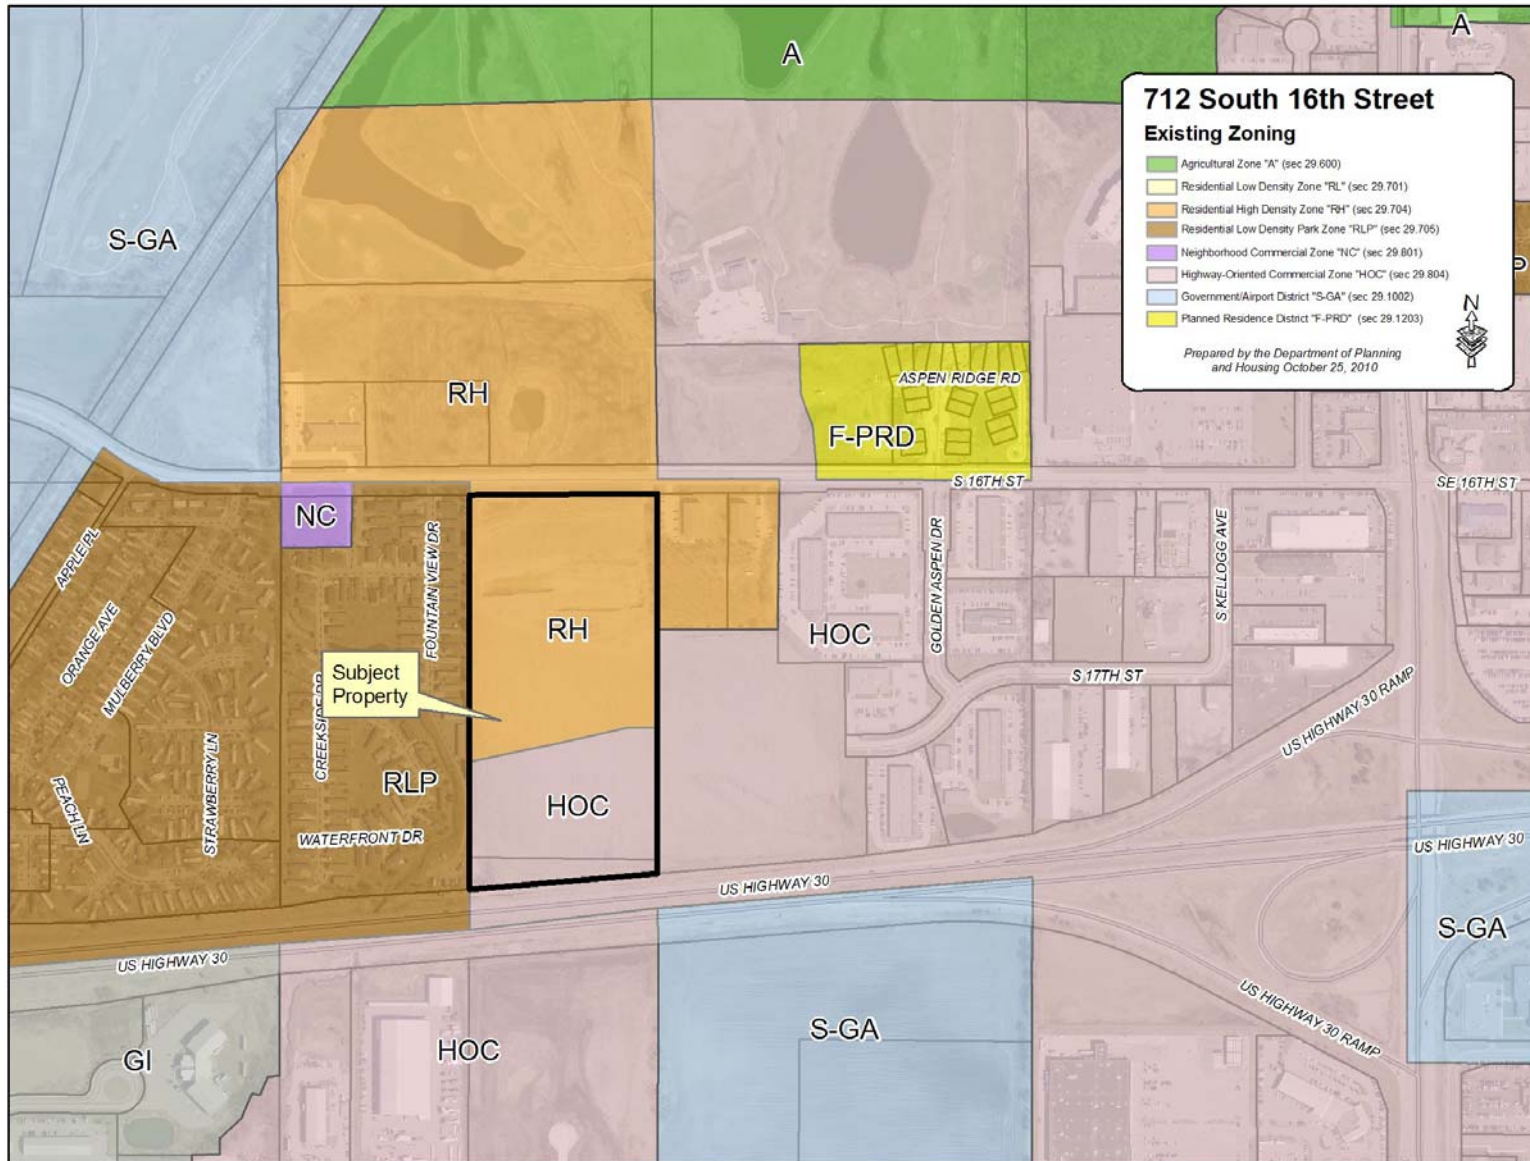 A
A
712 South 16th Street
Existing Zoning
Agricultural Zone "A" (sec 29.600)
Residential Low Density Zone "RL" (sec 29.701)
Residential High Density Zone "RH" (sec 29.704)
Residential Low Density Park Zone "RLP" (sec 29.705)
Neighborhood Commercial Zone "NC" (sec 29.801)
Highway-Oriented Commercial Zone "HOC" (sec 29.804)
Government/Airport District "S-GA" (sec 29.1002)
Planned Residence District "F-PRD" (sec 29.1203)
N
Prepared by the Department of Planning
and Housing October 25, 2010
S-GA
P
RH
ASPEN RIDGE RD
F-PRD
S 16TH ST
SE 16TH ST
NC
APPLE PL
ORANGE AVE
MULBERRY BLVD
FOUNTAIN VIEW DR
RH
HOC
GOLDEN ASPEN DR
S KELLOGG AVE
S 17TH ST
Subject
Property
CREEKSIDE DR
US HIGHWAY 30 RAMP
PEACH LN
STRAWBERRY LN
RLP
WATERFRONT DR
HOC
US HIGHWAY 30
US HIGHWAY 30
US HIGHWAY 30
S-GA
US HIGHWAY 30 RAMP
GI
HOC
S-GA